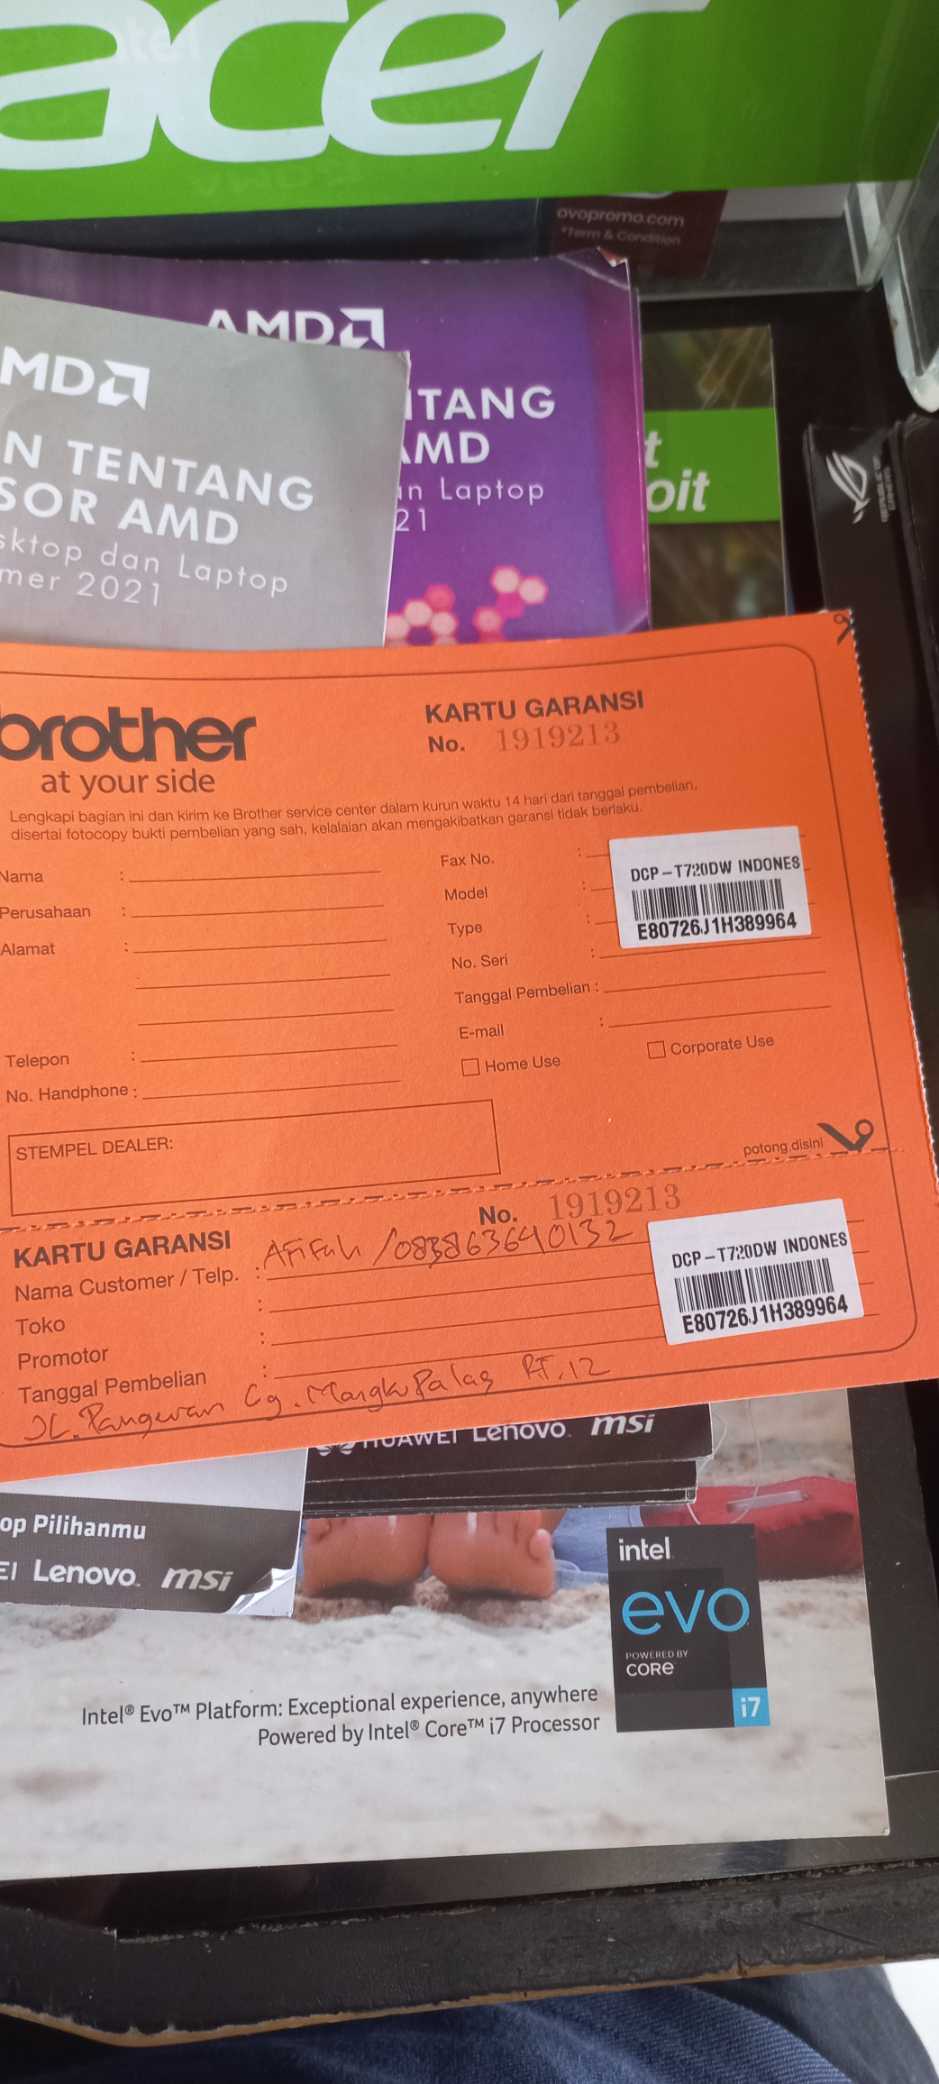 acer
ovopromo.com
*Term & Condition
AMD
MD
TANG
AMD
n Laptop
21
N TENTANG
SOR AMD
sktop dan Laptop
mer 2021
t
oit
brother
at your side
KARTU GARANSI
No. 1919213
Lengkapi bagian ini dan kirim ke Brother service center dalam kurun waktu 14 hari dari tanggal pembelian,
disertai fotocopy bukti pembelian yang sah, kelalaian akan mengakibatkan garansi tidak berlaku.
Nama :
Perusahaan :
Alamat :
Telepon :
No. Handphone :
Fax No. :
Model :
Type :
No. Seri :
Tanggal Pembelian :
E-mail :
Home Use
Corporate Use
DCP-T720DW INDONES
E80726J1H389964
STEMPEL DEALER:
potong disini
No. 1919213
KARTU GARANSI
Nama Customer / Telp. : Afifah /083863640132
Toko :
Promotor :
Tanggal Pembelian :
JL. Pangeran Gg. Mangku Palas RT.12
DCP-T720DW INDONES
E80726J1H389964
HUAWEI Lenovo msi
op Pilihanmu
EI Lenovo msi
intel
evo
POWERED BY
CORE
i7
Intel® Evo™ Platform: Exceptional experience, anywhere
Powered by Intel® Core™ i7 Processor